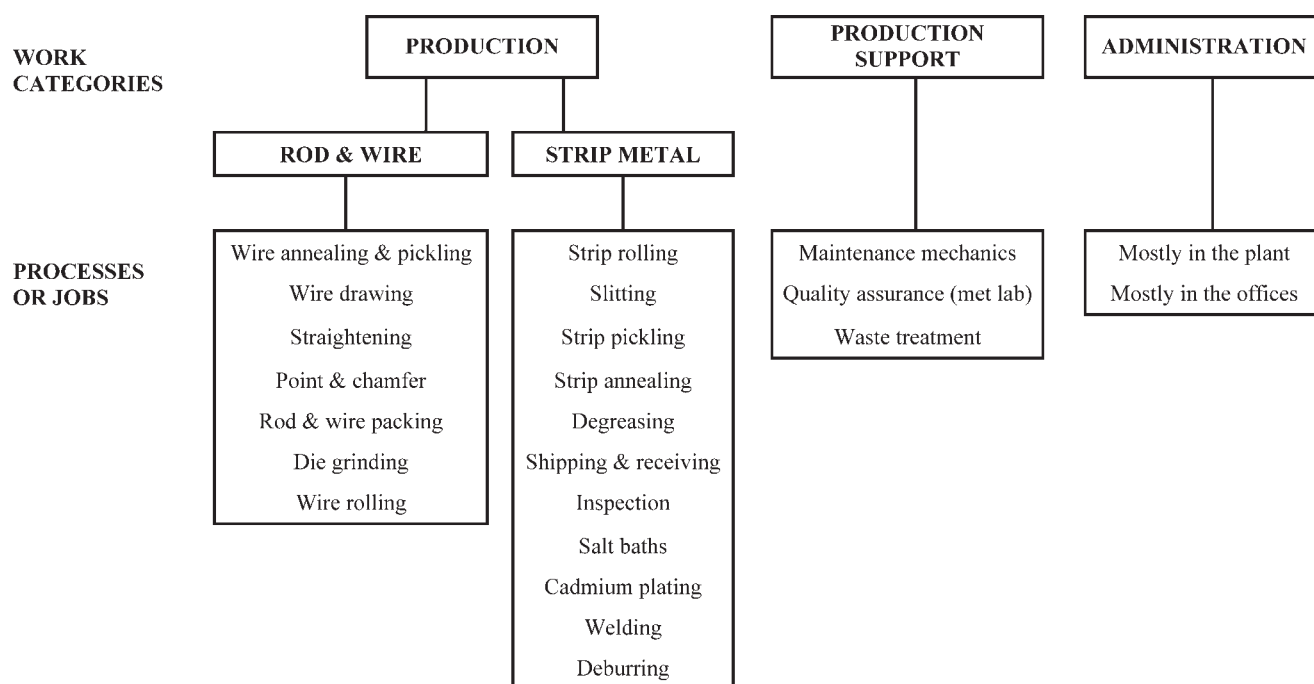 WORK
CATEGORIES
PRODUCTION
PRODUCTION
SUPPORT
ADMINISTRATION
ROD & WIRE
STRIP METAL
PROCESSES
OR JOBS
Wire annealing & pickling
Wire drawing
Straightening
Point & chamfer
Rod & wire packing
Die grinding
Wire rolling
Strip rolling
Slitting
Strip pickling
Strip annealing
Degreasing
Shipping & receiving
Inspection
Salt baths
Cadmium plating
Welding
Deburring
Maintenance mechanics
Quality assurance (met lab)
Waste treatment
Mostly in the plant
Mostly in the offices